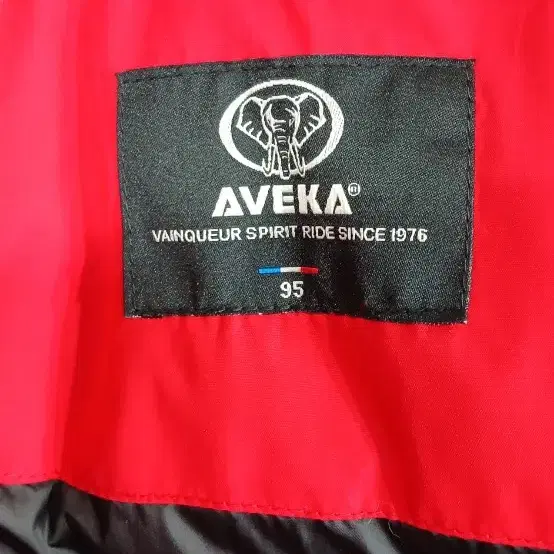 AVEKA
VAINQUEUR SPIRIT RIDE SINCE 1976
95